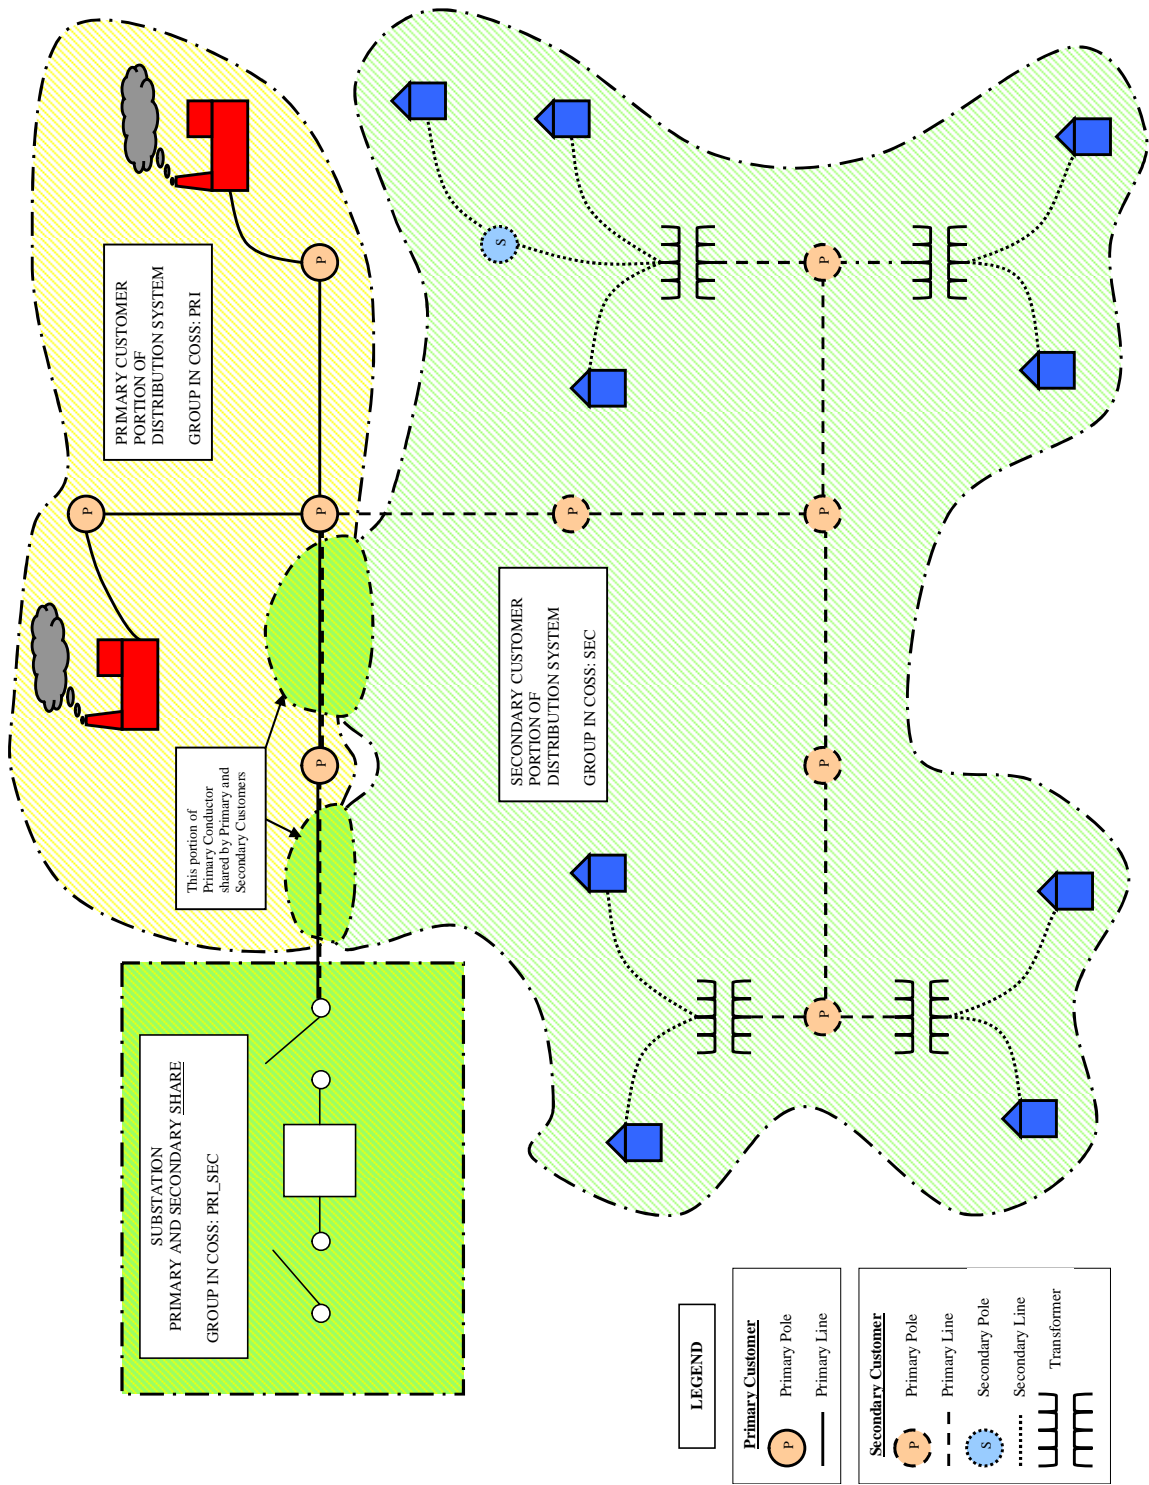 SUBSTATION
PRIMARY AND SECONDARY SHARE
GROUP IN COSS: PRI_SEC
This portion of
Primary Conductor
shared by Primary and
Secondary Customers
PRIMARY CUSTOMER
PORTION OF
DISTRIBUTION SYSTEM
GROUP IN COSS: PRI
SECONDARY CUSTOMER
PORTION OF
DISTRIBUTION SYSTEM
GROUP IN COSS: SEC
P
P
P
P
S
P
P
P
P
P
LEGEND
Primary Customer
P Primary Pole
Primary Line
Secondary Customer
P Primary Pole
Primary Line
S Secondary Pole
Secondary Line
Transformer